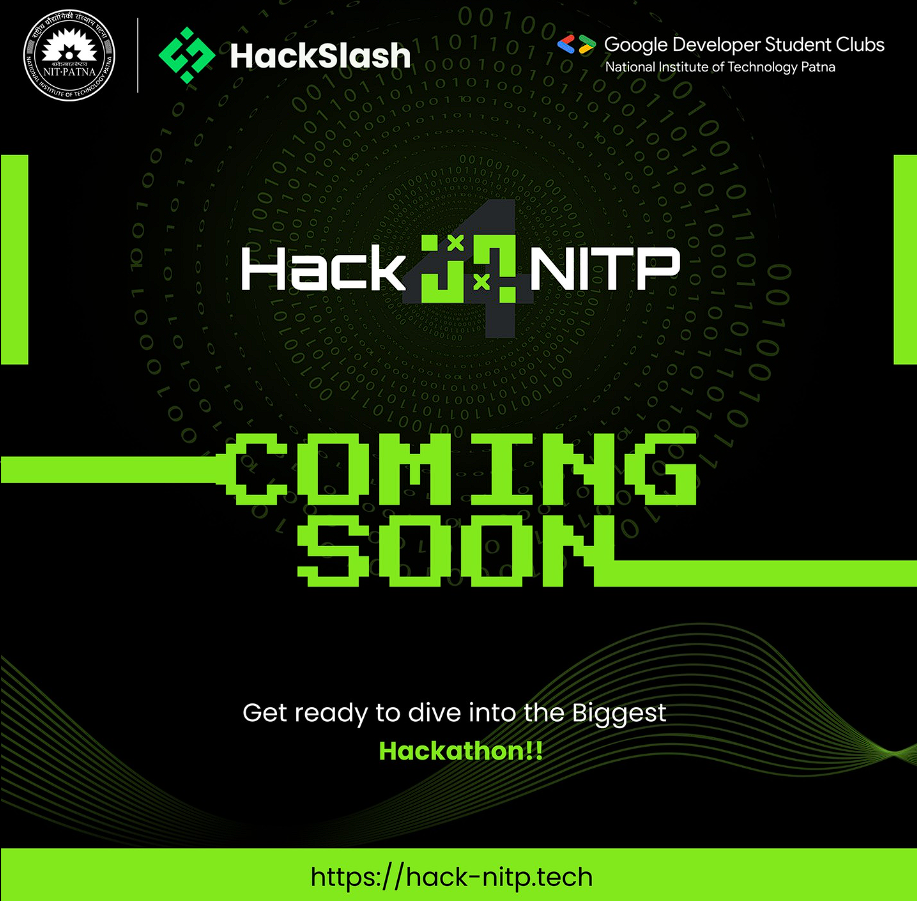 NIT-PATNA
NATIONAL INSTITUTE OF TECHNOLOGY PATNA
HackSlash
Google Developer Student Clubs
National Institute of Technology Patna
Hack
4
NITP
COMING
SOON
Get ready to dive into the Biggest
Hackathon!!
https://hack-nitp.tech